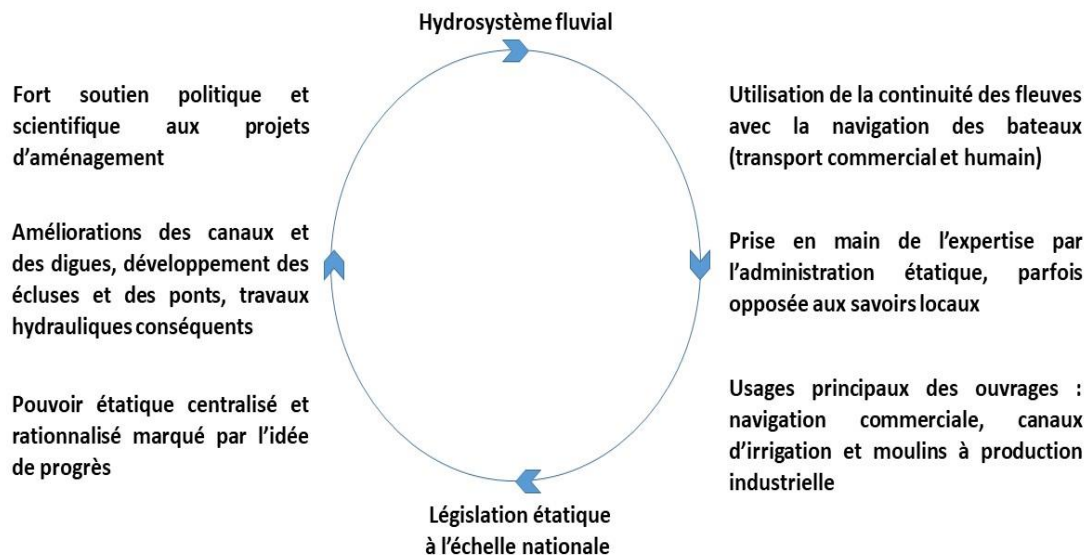 Hydrosystème fluvial
Utilisation de la continuité des fleuves
avec la navigation des bateaux
(transport commercial et humain)
Prise en main de l’expertise par
l’administration étatique, parfois
opposée aux savoirs locaux
Usages principaux des ouvrages :
navigation commerciale, canaux
d’irrigation et moulins à production
industrielle
Législation étatique
à l’échelle nationale
Pouvoir étatique centralisé et
rationnalisé marqué par l’idée
de progrès
Améliorations des canaux et
des digues, développement des
écluses et des ponts, travaux
hydrauliques conséquents
Fort soutien politique et
scientifique aux projets
d’aménagement